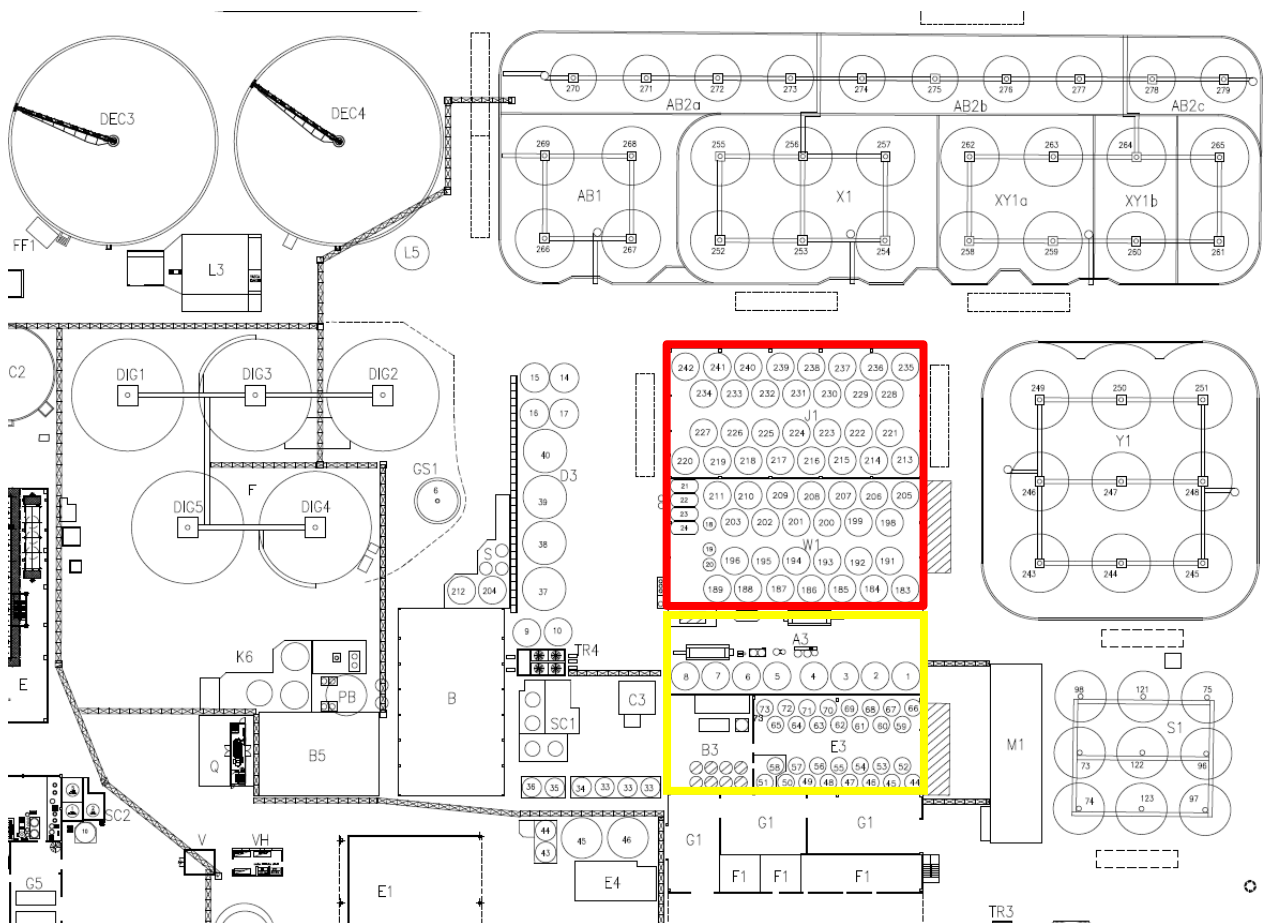 DEC3
DEC4
270 271 272 273 274 275 276 277 278 279
AB2a AB2b AB2c
269 268 255 256 257 262 263 264 265
AB1 X1 XY1a XY1b
FF1
L3
L5
266 267 252 253 254 258 259 260 261
C2
DIG1 DIG3 DIG2
15 14
242 241 240 239 238 237 236 235
249 250 251
234 233 232 231 230 229 228
16 17
J1
Y1
227 226 225 224 223 222 221
40
D3
220 219 218 217 216 215 214 213
GS1
F
6
246 247 248
21
22
23
24
211 210 209 208 207 206 205
39
DIG5 DIG4
18
203 202 201 200 199 198
38
W1
S
19
20
196 195 194 193 192 191
243 244 245
212 204
37
189 188 187 186 185 184 183
9 10
A3
TR4
K6
E
8 7 6 5 4 3 2 1
PB
B
C3
98 121 75
SC1
73 72 71 70 69 68 67 66
73
65 64 63 62 61 60 59
S1
M1
B5
B3
E3
Q
58 57 56 55 54 53 52
73 122 96
51 50 49 48 47 46 45 44
36 35 34 33 33 33
74 123 97
SC2
18
44
43
45 46
G1 G1 G1
V VH
E4
F1 F1 F1
G5
E1
TR3